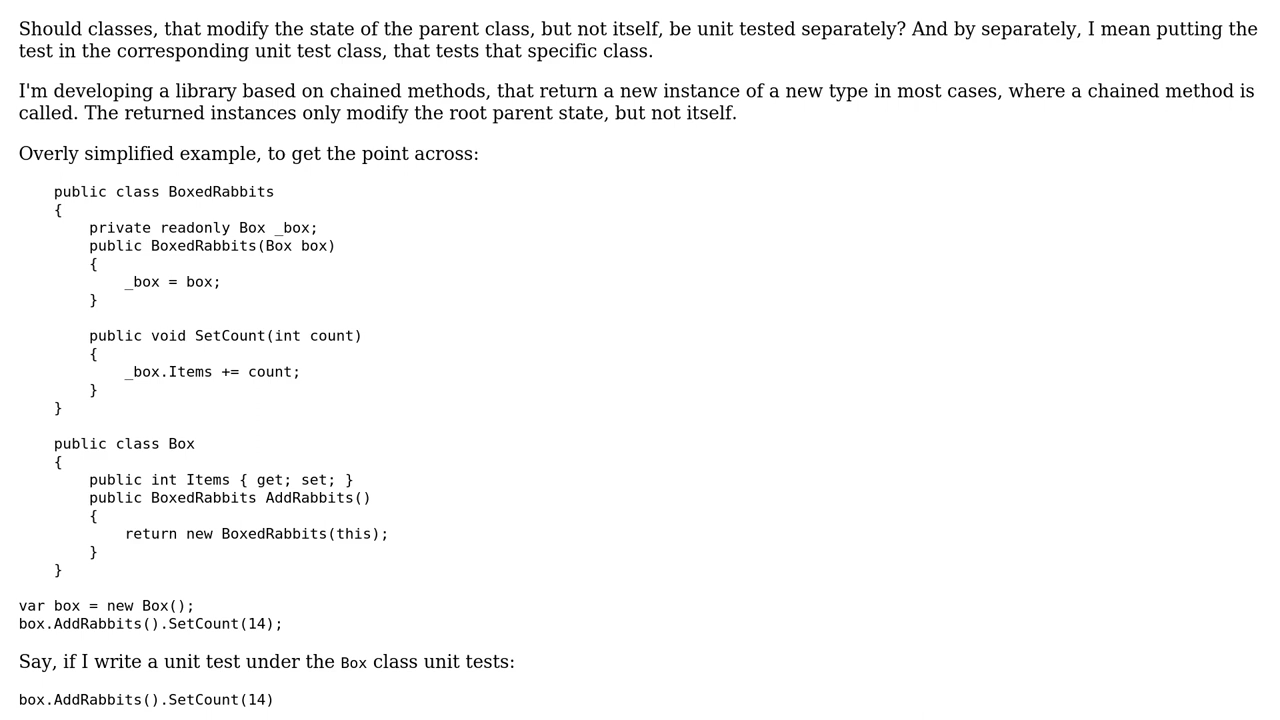 Should classes, that modify the state of the parent class, but not itself, be unit tested separately? And by separately, I mean putting the
test in the corresponding unit test class, that tests that specific class.
I'm developing a library based on chained methods, that return a new instance of a new type in most cases, where a chained method is
called. The returned instances only modify the root parent state, but not itself.
Overly simplified example, to get the point across:
    public class BoxedRabbits
    {
        private readonly Box _box;
        public BoxedRabbits(Box box)
        {
            _box = box;
        }
        public void SetCount(int count)
        {
            _box.Items += count;
        }
    }
    public class Box
    {
        public int Items { get; set; }
        public BoxedRabbits AddRabbits()
        {
            return new BoxedRabbits(this);
        }
    }
var box = new Box();
box.AddRabbits().SetCount(14);
Say, if I write a unit test under the Box class unit tests:
box.AddRabbits().SetCount(14)